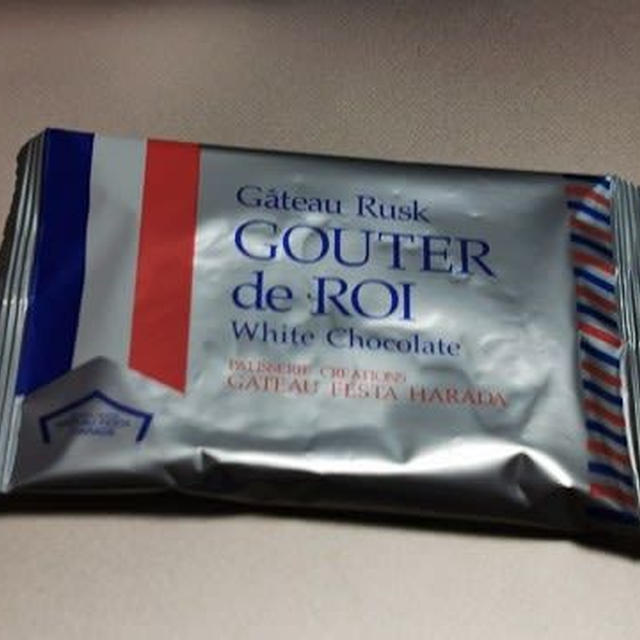 Gâteau Rusk
GOUTER
de ROI
White Chocolate
PATISSERIE CREATIONS
GATEAU FESTA HARADA